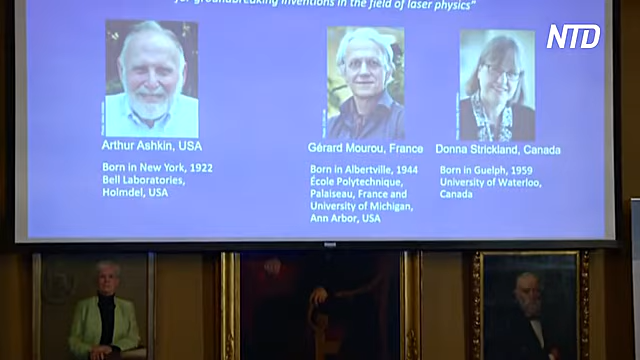 for groundbreaking inventions in the field of laser physics"
NTD
Arthur Ashkin, USA
Born in New York, 1922
Bell Laboratories,
Holmdel, USA
Gérard Mourou, France
Born in Albertville, 1944
École Polytechnique,
Palaiseau, France and
University of Michigan,
Ann Arbor, USA
Donna Strickland, Canada
Born in Guelph, 1959
University of Waterloo,
Canada